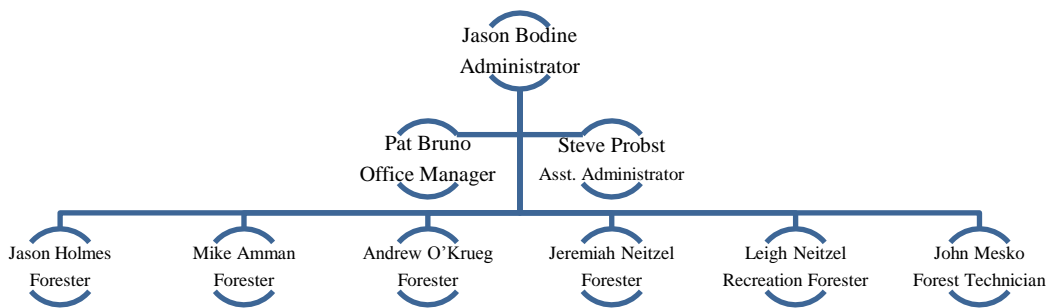 Jason Bodine
Administrator
Pat Bruno
Office Manager
Steve Probst
Asst. Administrator
Jason Holmes
Forester
Mike Amman
Forester
Andrew O’Krueg
Forester
Jeremiah Neitzel
Forester
Leigh Neitzel
Recreation Forester
John Mesko
Forest Technician